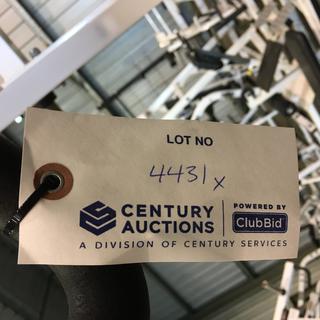 LOT NO
4431x
CENTURY AUCTIONS
POWERED BY
ClubBid
A DIVISION OF CENTURY SERVICES